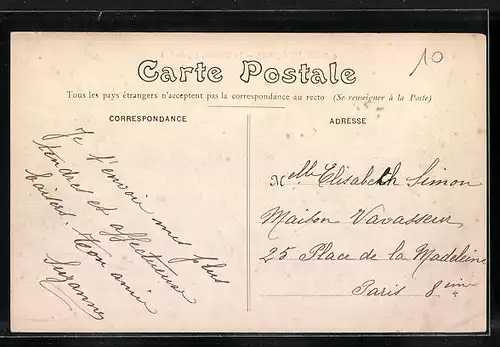 10
Carte Postale
Tous les pays étrangers n'acceptent pas la correspondance au recto (Se renseigner à la Poste)
CORRESPONDANCE
Je t'envoie mes plus
tendres et affectueux
baisers. Ton amie
Suzanne
ADRESSE
Melle Elisabeth Simon
Maison Vavasseur
25 Place de la Madeleine
Paris 8ème